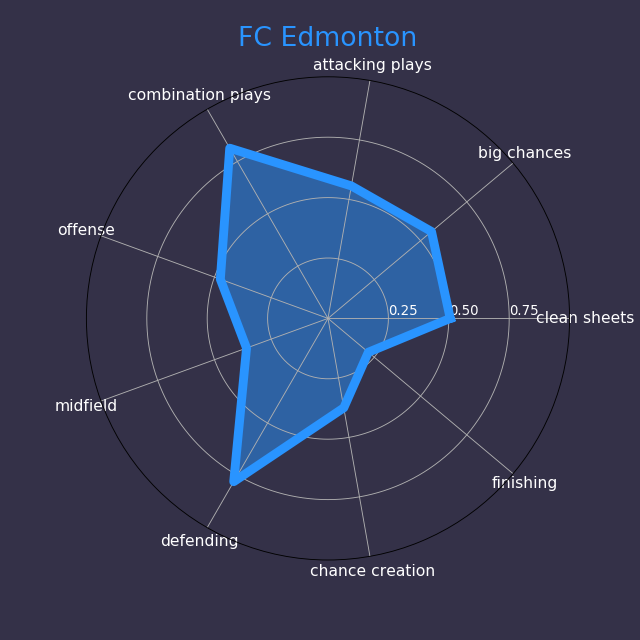 FC Edmonton
attacking plays
combination plays
big chances
offense
0.25
0.50
0.75
clean sheets
midfield
finishing
defending
chance creation